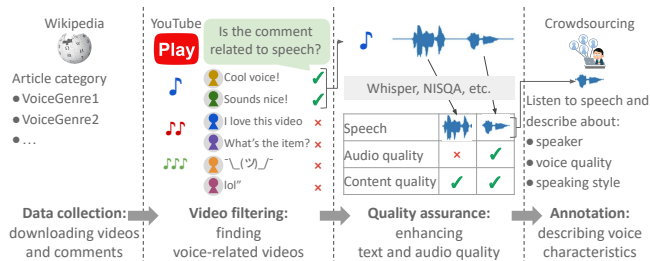 Wikipedia
Article category
● VoiceGenre1
● VoiceGenre2
● ...
Data collection:
downloading videos
and comments
YouTube
Play
Is the comment
related to speech?
Cool voice!
Sounds nice!
I love this video
What's the item?
¯\_(ツ)_/¯
lol"
Video filtering:
finding
voice-related videos
Whisper, NISQA, etc.
Speech
Audio quality
Content quality
Quality assurance:
enhancing
text and audio quality
Crowdsourcing
Listen to speech and
describe about:
● speaker
● voice quality
● speaking style
Annotation:
describing voice
characteristics